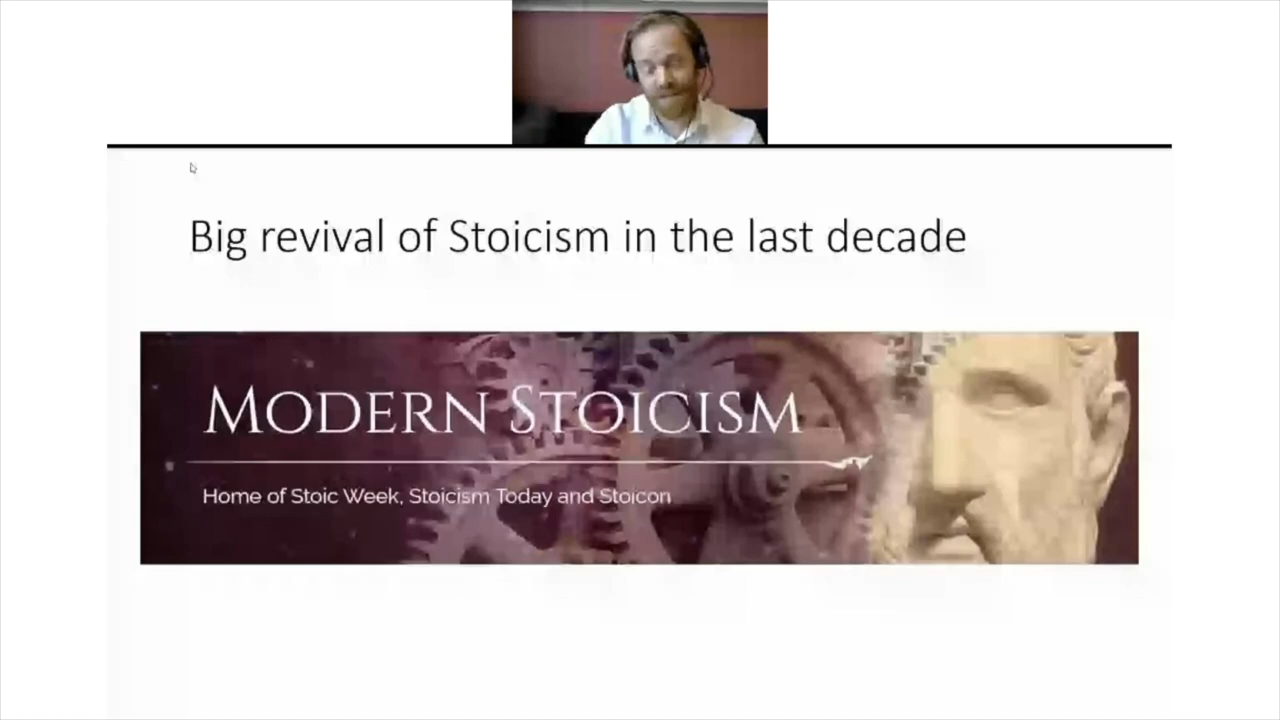 Big revival of Stoicism in the last decade
MODERN STOICISM
Home of Stoic Week, Stoicism Today and Stoicon